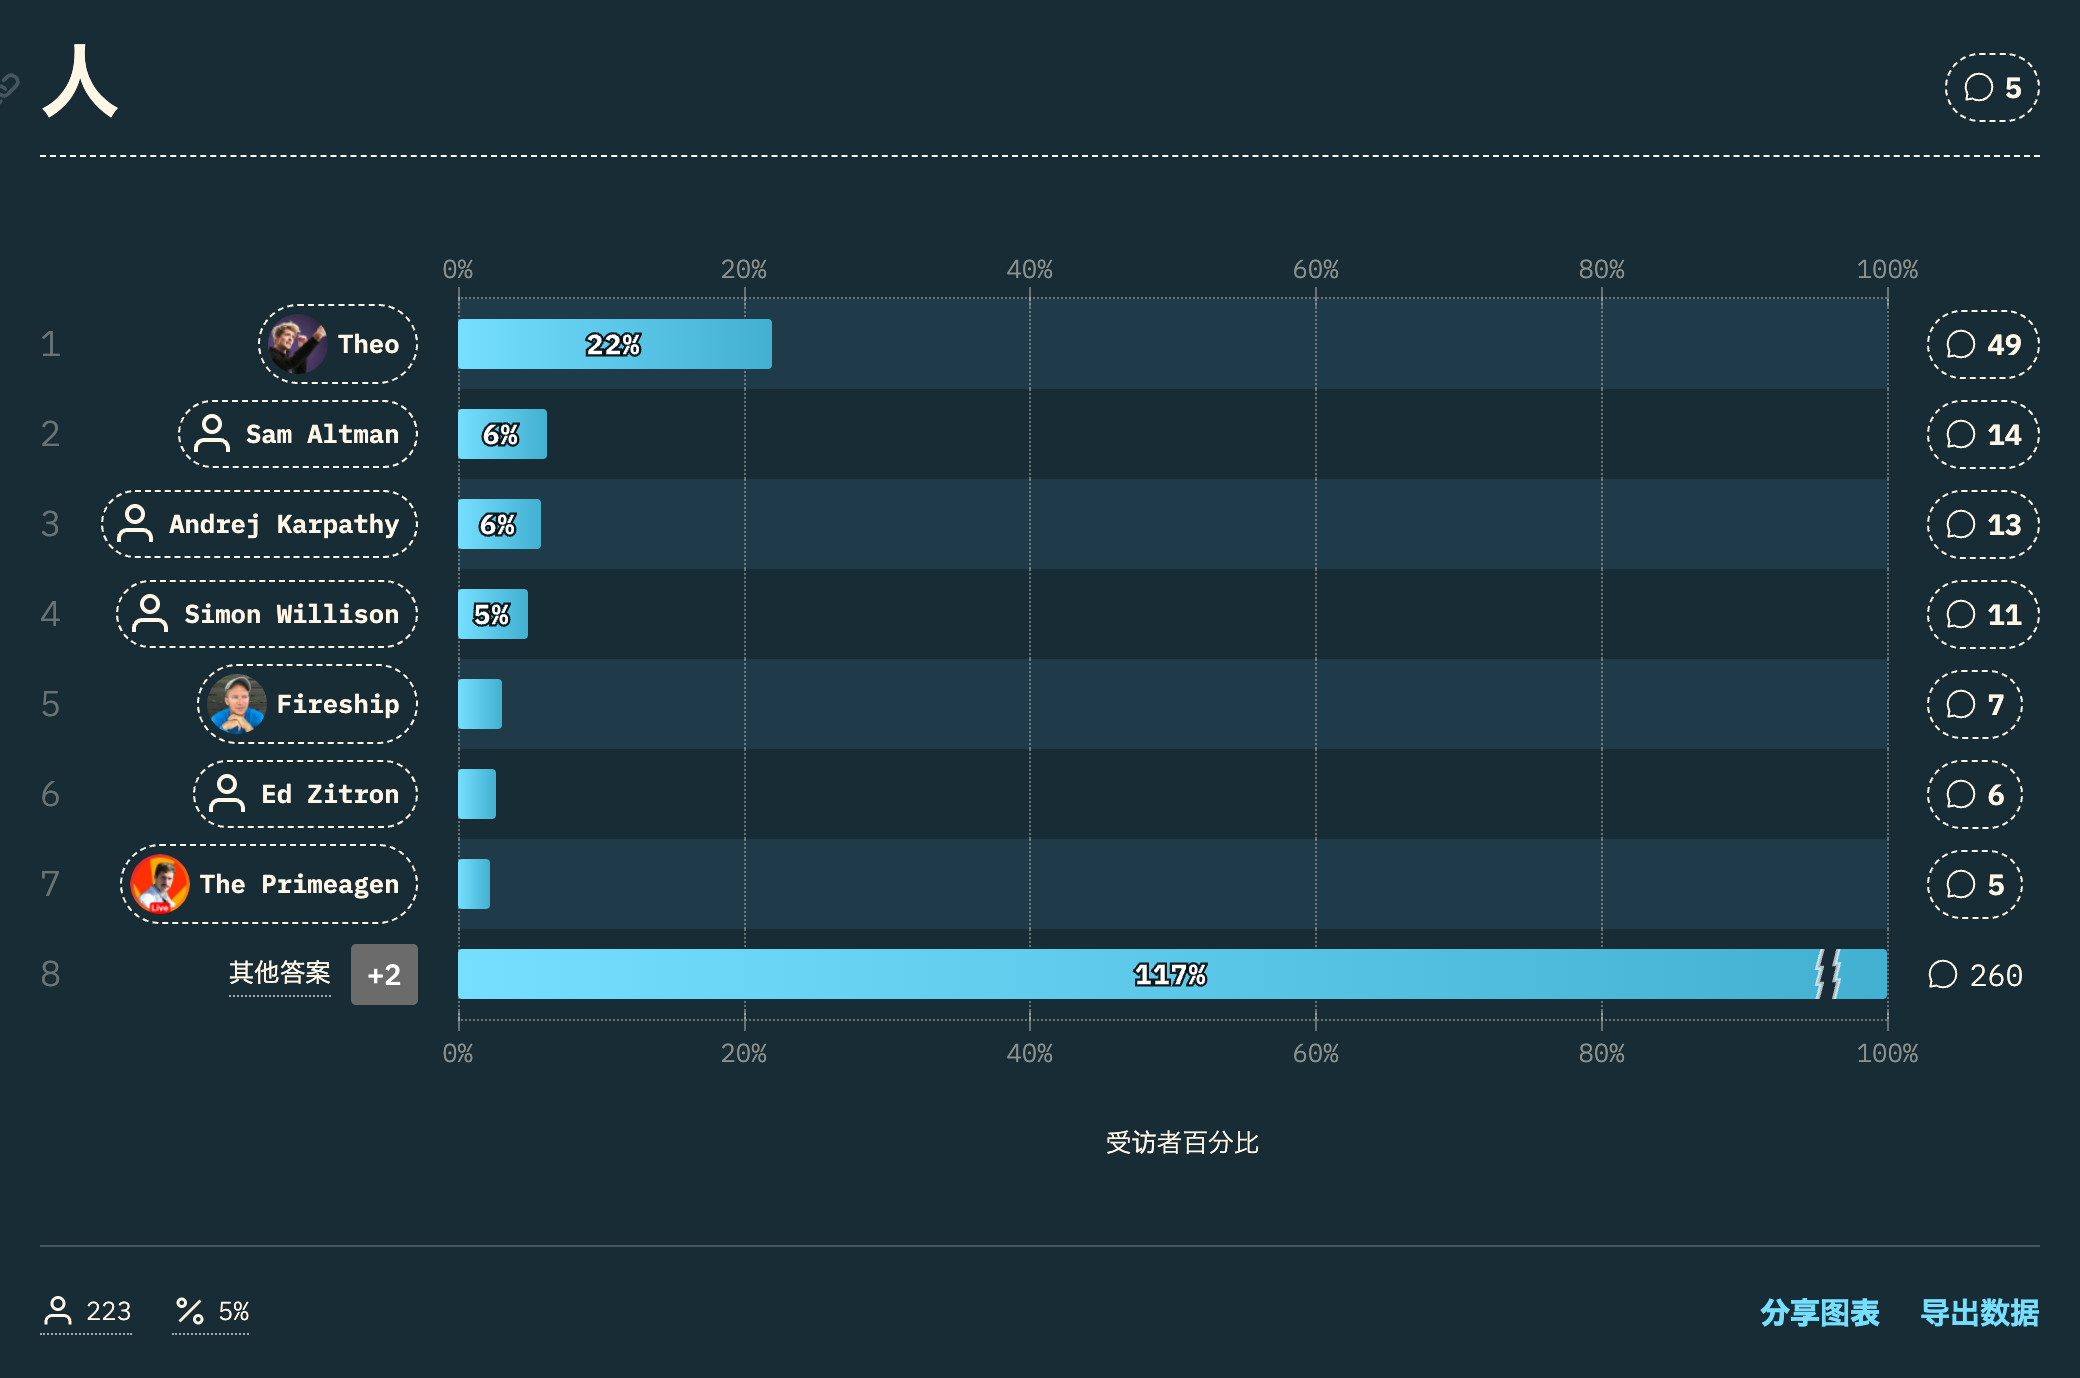 人
5
0% 20% 40% 60% 80% 100%
1 Theo 22% 49
2 Sam Altman 6% 14
3 Andrej Karpathy 6% 13
4 Simon Willison 5% 11
5 Fireship 7
6 Ed Zitron 6
7 Live The Primeagen 5
8 其他答案 +2 117% 260
0% 20% 40% 60% 80% 100%
受访者百分比
223 5% 分享图表 导出数据